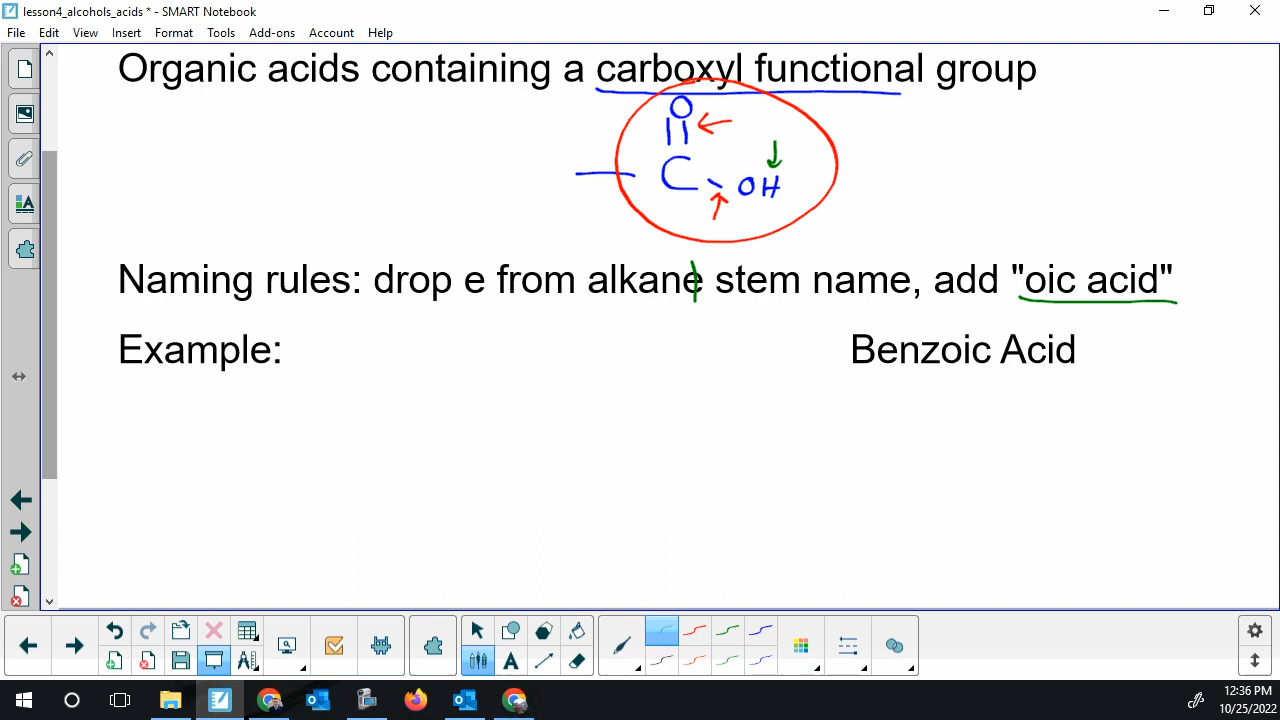 lesson4_alcohols_acids * - SMART Notebook
File Edit View Insert Format Tools Add-ons Account Help
Organic acids containing a carboxyl functional group
O
C OH
Naming rules: drop e from alkane stem name, add "oic acid"
Example: Benzoic Acid
12:36 PM
10/25/2022